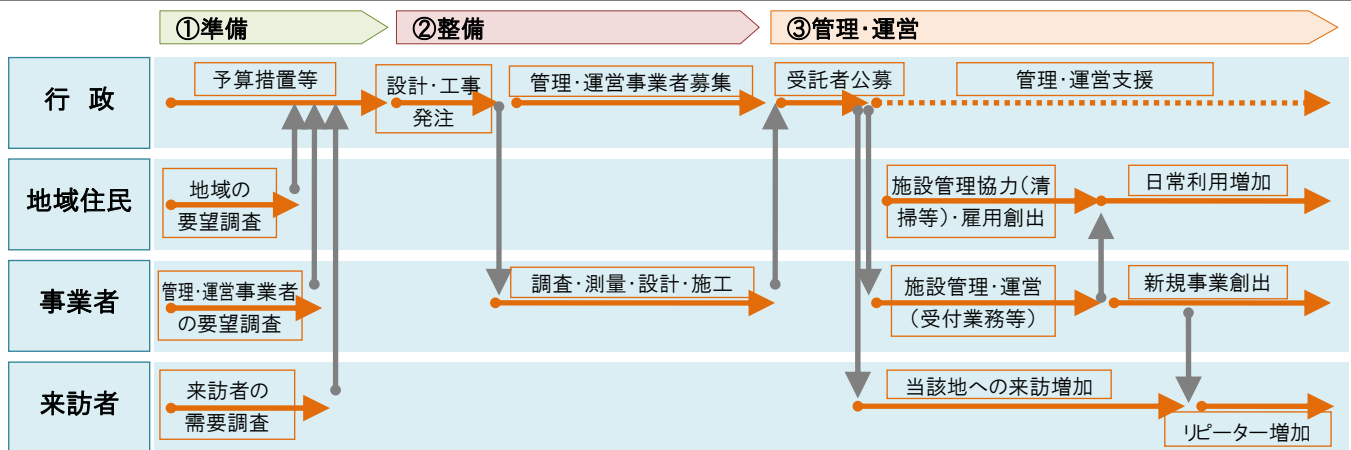 ①準備
②整備
③管理・運営
行 政
予算措置等
設計・工事
発注
管理・運営事業者募集
受託者公募
管理・運営支援
地域住民
地域の
要望調査
施設管理協力(清
掃等)・雇用創出
日常利用増加
事業者
管理・運営事業者
の要望調査
調査・測量・設計・施工
施設管理・運営
(受付業務等)
新規事業創出
来訪者
来訪者の
需要調査
当該地への来訪増加
リピーター増加